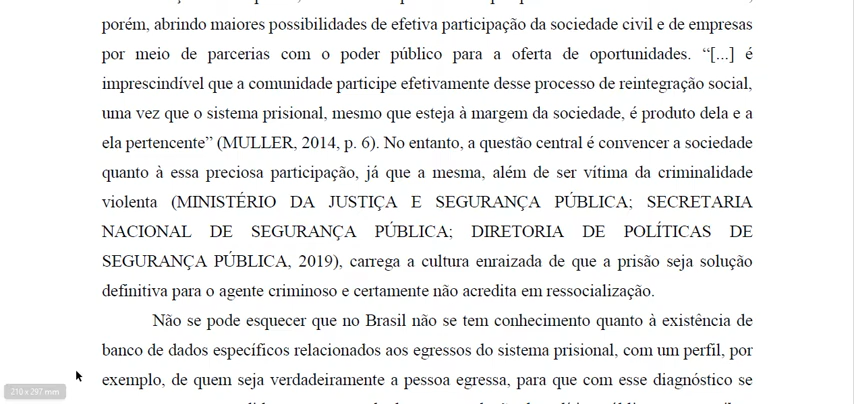 porém, abrindo maiores possibilidades de efetiva participação da sociedade civil e de empresas
por meio de parcerias com o poder público para a oferta de oportunidades. “[...] é
imprescindível que a comunidade participe efetivamente desse processo de reintegração social,
uma vez que o sistema prisional, mesmo que esteja à margem da sociedade, é produto dela e a
ela pertencente” (MULLER, 2014, p. 6). No entanto, a questão central é convencer a sociedade
quanto à essa preciosa participação, já que a mesma, além de ser vítima da criminalidade
violenta (MINISTÉRIO DA JUSTIÇA E SEGURANÇA PÚBLICA; SECRETARIA
NACIONAL DE SEGURANÇA PÚBLICA; DIRETORIA DE POLÍTICAS DE
SEGURANÇA PÚBLICA, 2019), carrega a cultura enraizada de que a prisão seja solução
definitiva para o agente criminoso e certamente não acredita em ressocialização.
Não se pode esquecer que no Brasil não se tem conhecimento quanto à existência de
banco de dados específicos relacionados aos egressos do sistema prisional, com um perfil, por
exemplo, de quem seja verdadeiramente a pessoa egressa, para que com esse diagnóstico se
210 x 297 mm